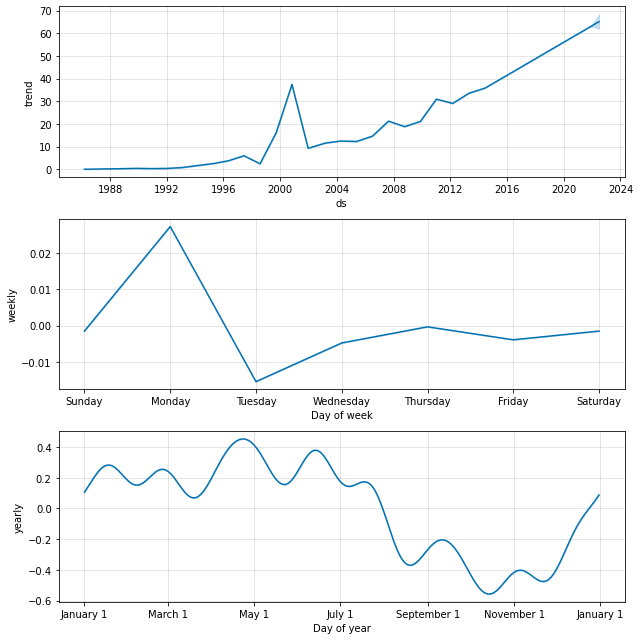 70
60
50
40
30
20
10
0
trend
1988 1992 1996 2000 2004 2008 2012 2016 2020 2024
ds
0.02
0.01
0.00
−0.01
weekly
Sunday Monday Tuesday Wednesday Thursday Friday Saturday
Day of week
0.4
0.2
0.0
−0.2
−0.4
−0.6
yearly
January 1 March 1 May 1 July 1 September 1 November 1 January 1
Day of year